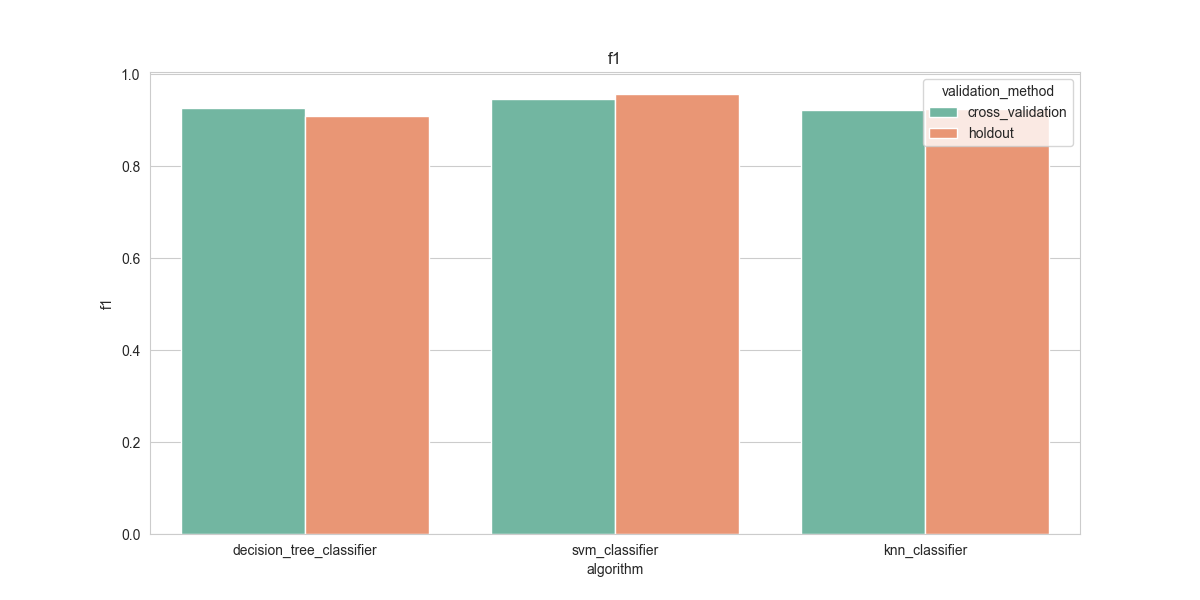 f1
validation_method
cross_validation
holdout
1.0
0.8
0.6
0.4
0.2
0.0
f1
decision_tree_classifier
svm_classifier
knn_classifier
algorithm